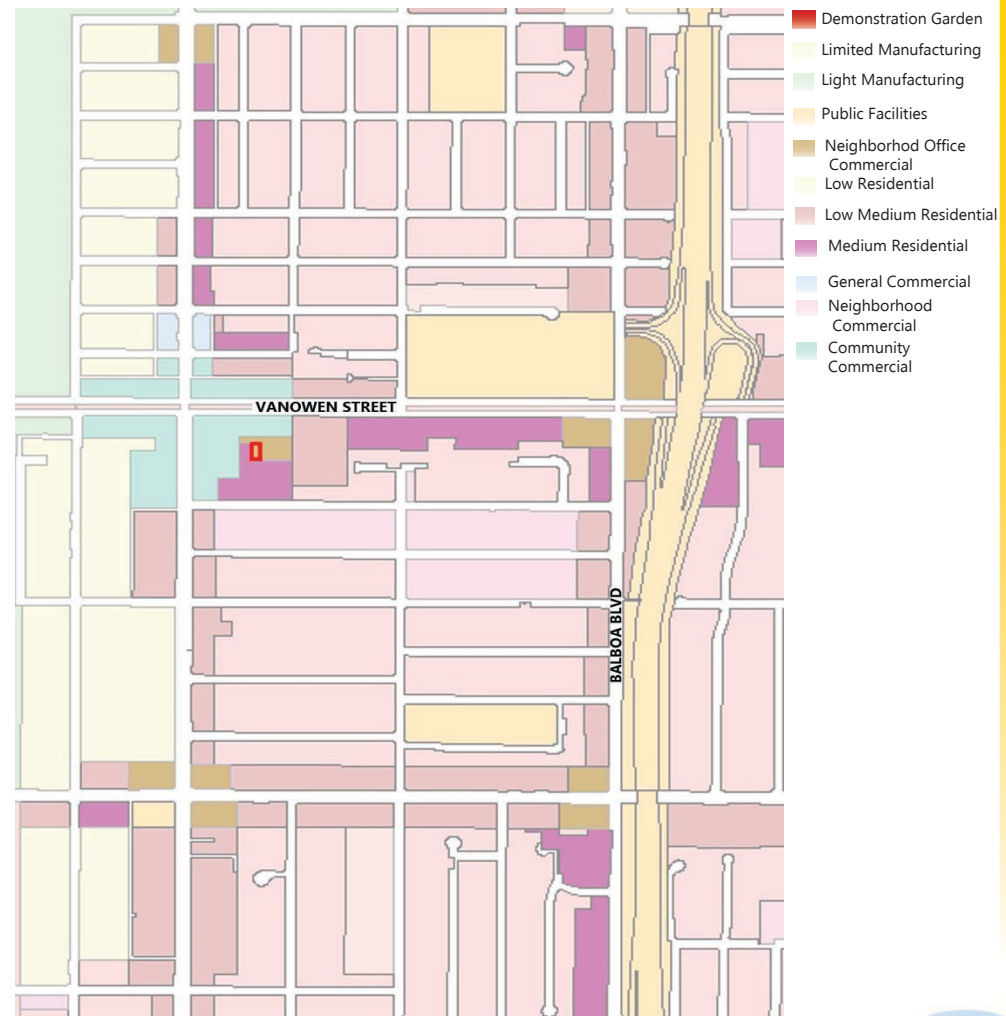 Demonstration Garden
Limited Manufacturing
Light Manufacturing
Public Facilities
Neighborhod Office
Commercial
Low Residential
Low Medium Residential
Medium Residential
General Commercial
Neighborhood
Commercial
Community
Commercial
VANOWEN STREET
BALBOA BLVD